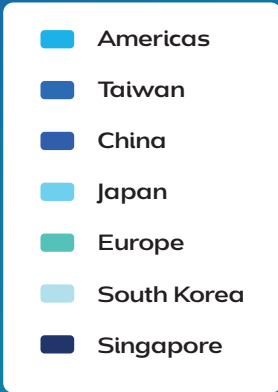 Americas
Taiwan
China
Japan
Europe
South Korea
Singapore